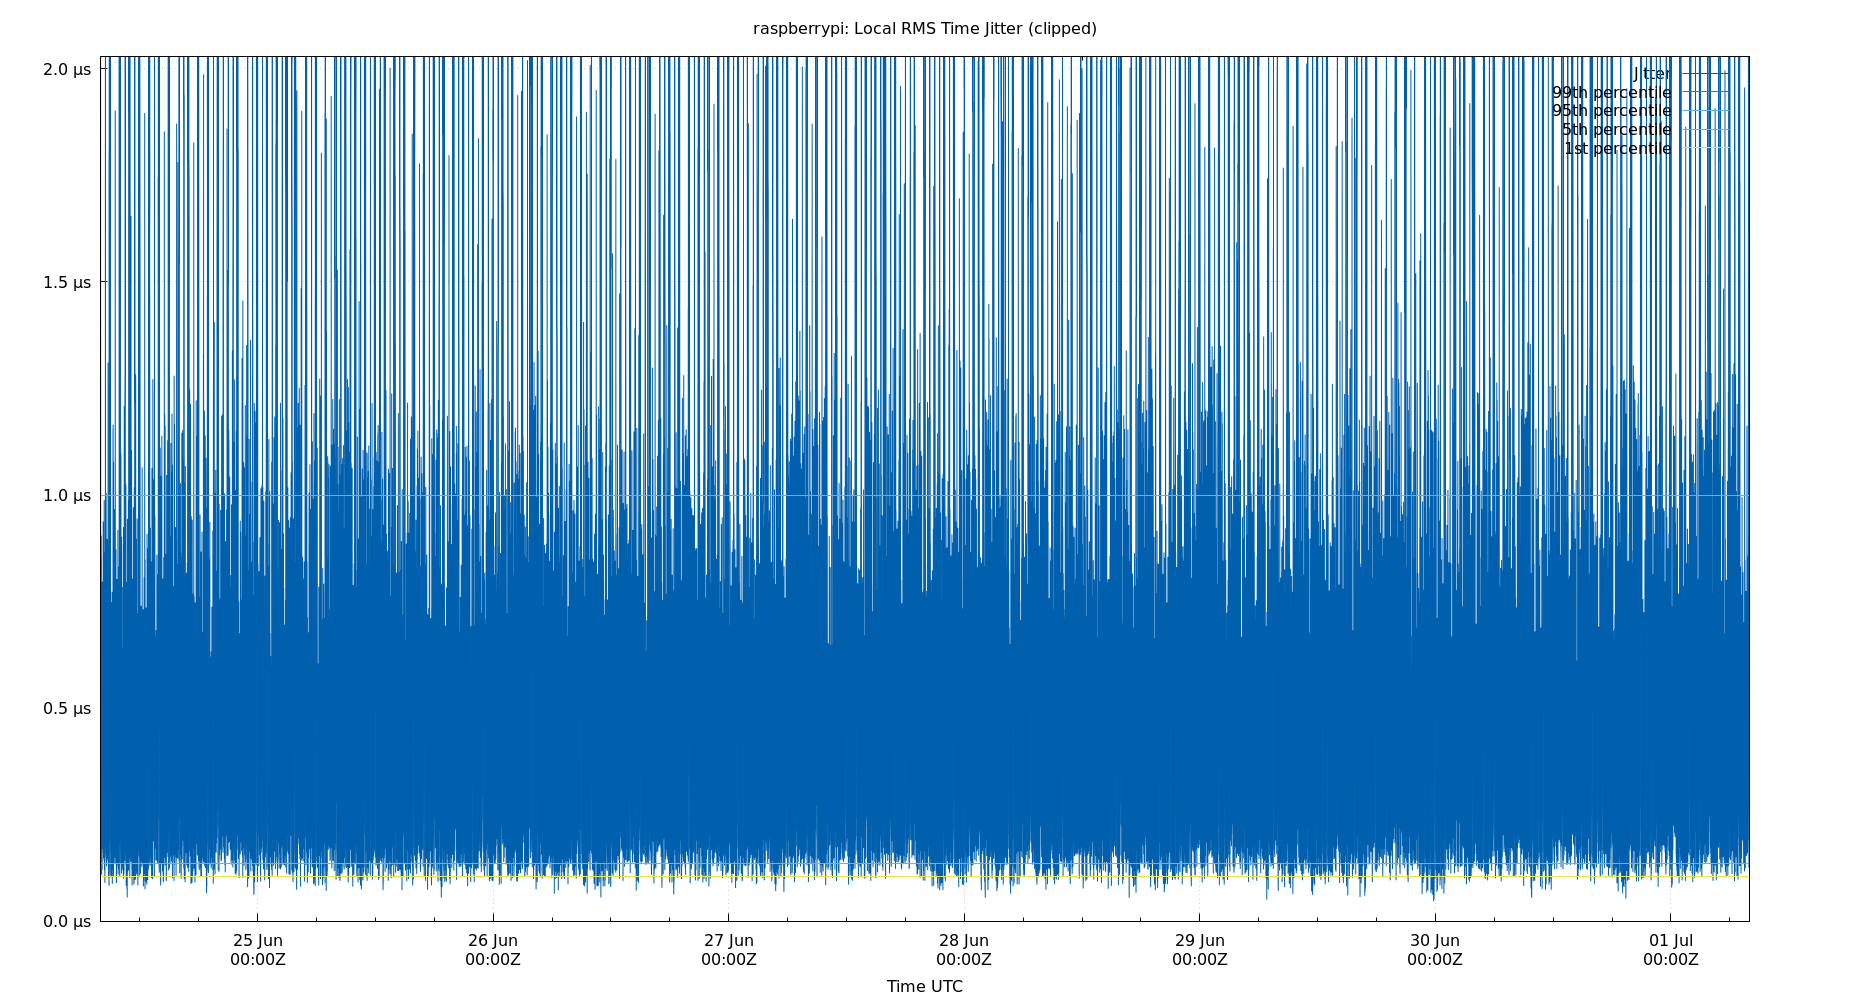 raspberrypi: Local RMS Time Jitter (clipped)
2.0 µs
1.5 µs
1.0 µs
0.5 µs
0.0 µs
Jitter
99th percentile
95th percentile
5th percentile
1st percentile
25 Jun
00:00Z
26 Jun
00:00Z
27 Jun
00:00Z
28 Jun
00:00Z
29 Jun
00:00Z
30 Jun
00:00Z
01 Jul
00:00Z
Time UTC